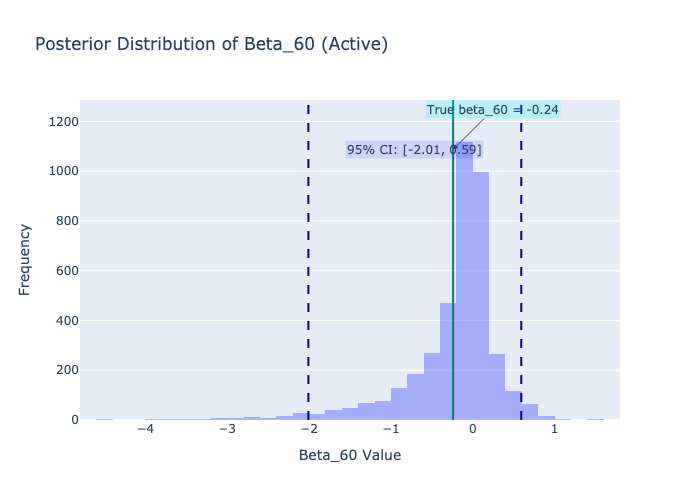 Posterior Distribution of Beta_60 (Active)
True beta_60 = -0.24
95% CI: [-2.01, 0.59]
1200
1000
800
600
400
200
0
Frequency
−4
−3
−2
−1
0
1
Beta_60 Value